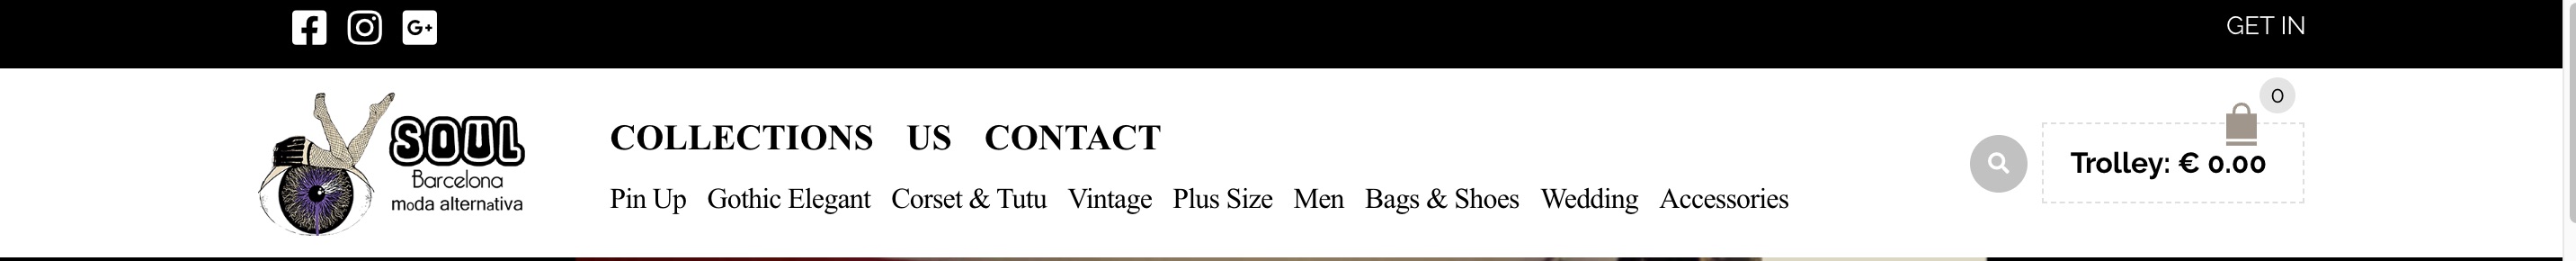 GET IN
SOUL
Barcelona
moda alternativa
COLLECTIONS US CONTACT
Pin Up Gothic Elegant Corset & Tutu Vintage Plus Size Men Bags & Shoes Wedding Accessories
0
Trolley: € 0.00
G+